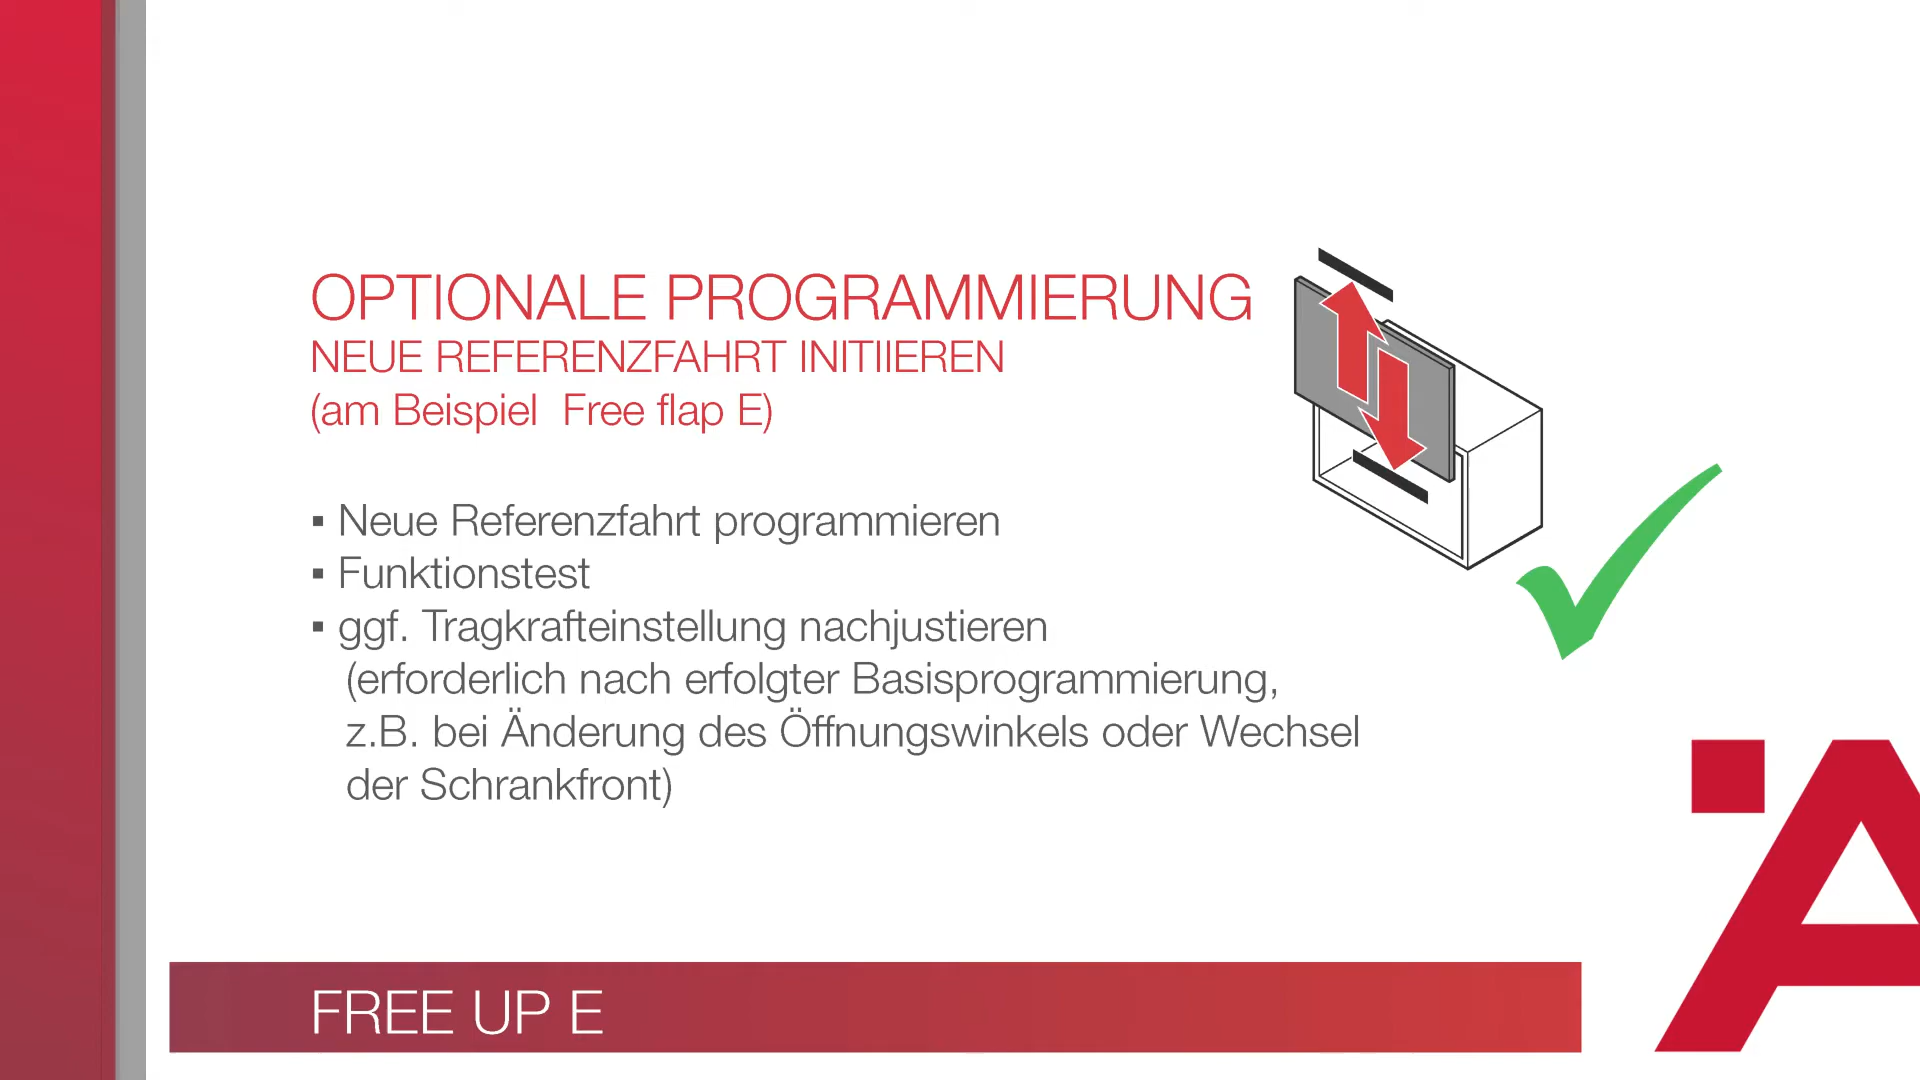 OPTIONALE PROGRAMMIERUNG
NEUE REFERENZFAHRT INITIIEREN
(am Beispiel  Free flap E)
▪ Neue Referenzfahrt programmieren
▪ Funktionstest
▪ ggf. Tragkrafteinstellung nachjustieren
(erforderlich nach erfolgter Basisprogrammierung,
z.B. bei Änderung des Öffnungswinkels oder Wechsel
der Schrankfront)
FREE UP E